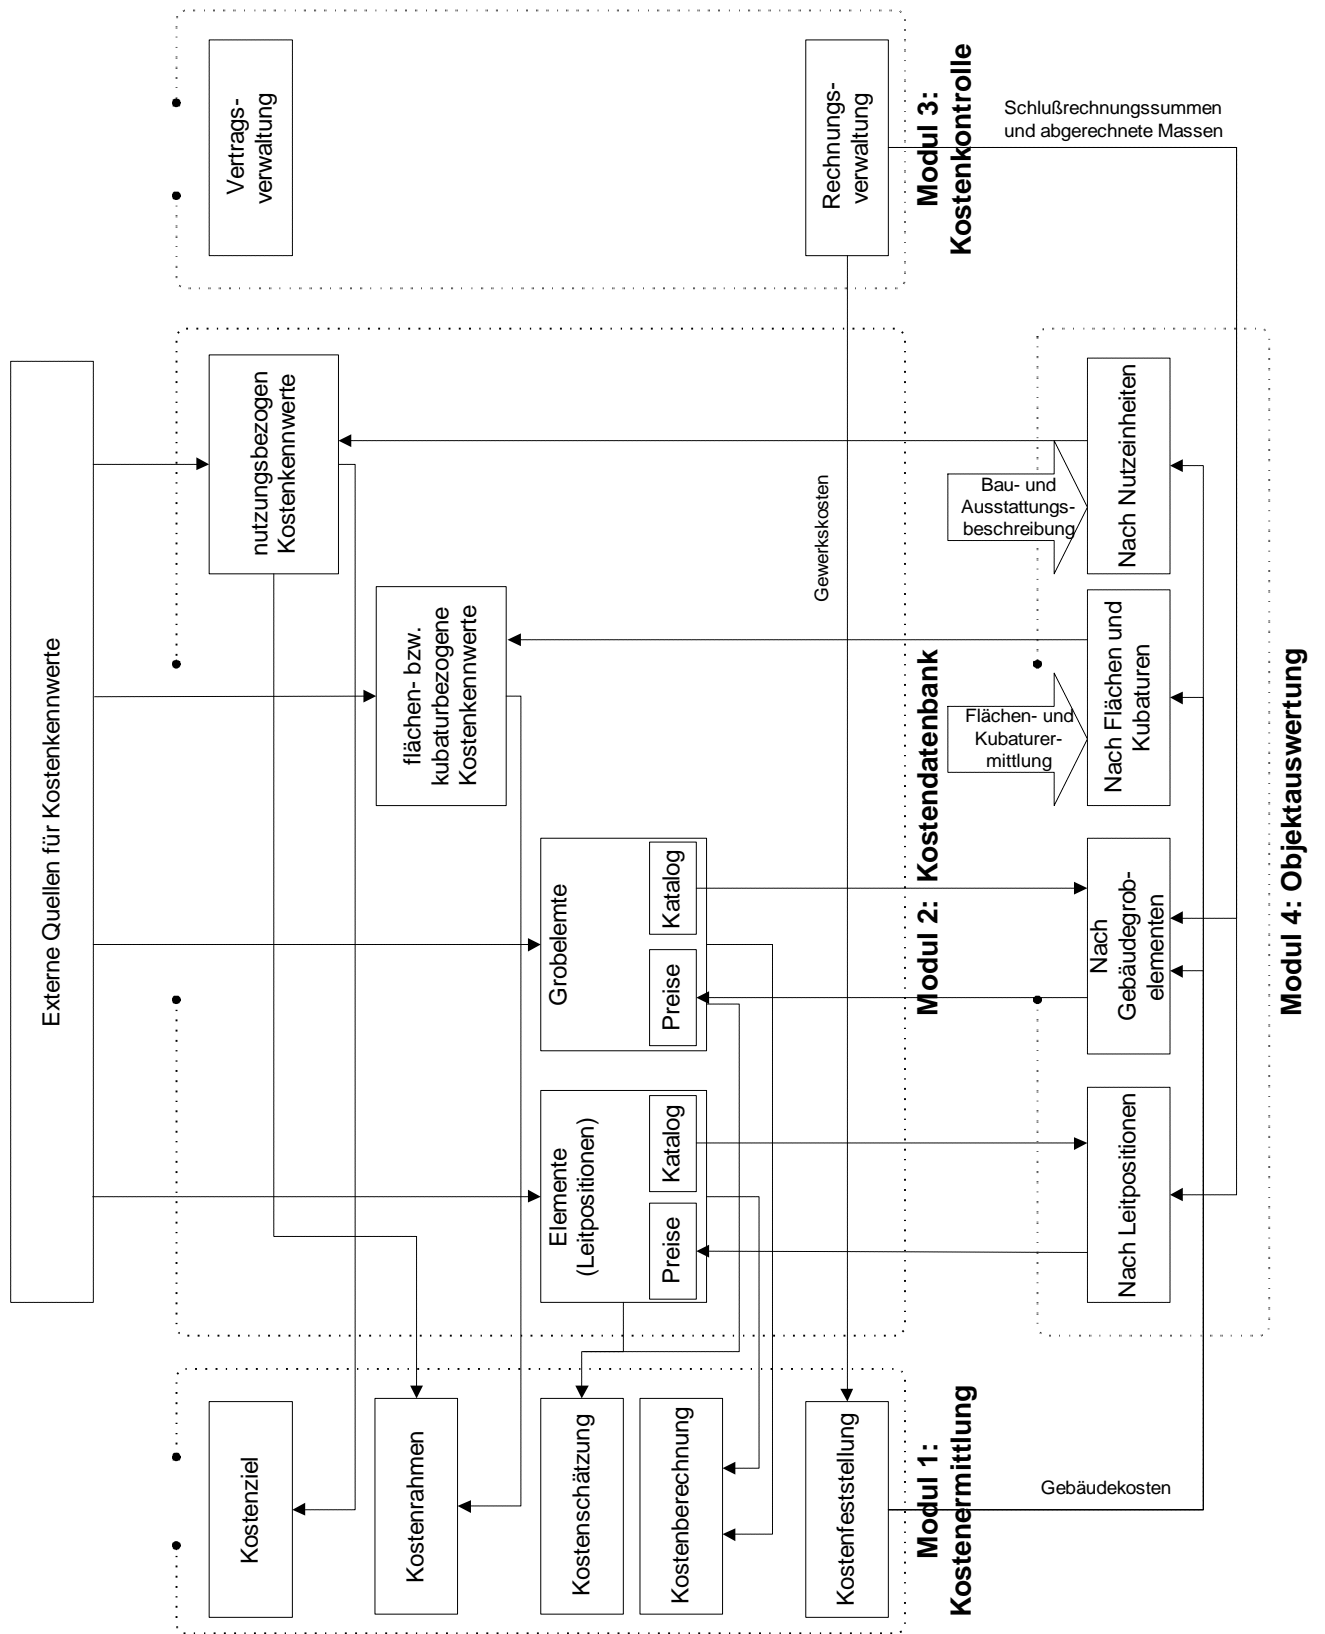 Externe Quellen für Kostenkennwerte
Kostenziel
Kostenrahmen
Kostenschätzung
Kostenberechnung
Kostenfeststellung
Modul 1:
Kostenermittlung
Gebäudekosten
Elemente
(Leitpositionen)
Preise
Katalog
Grobelemte
Preise
Katalog
flächen- bzw.
kubaturbezogene
Kostenkennwerte
nutzungsbezogen
Kostenkennwerte
Modul 2: Kostendatenbank
Gewerkskosten
Vertrags-
verwaltung
Rechnungs-
verwaltung
Modul 3:
Kostenkontrolle
Schlußrechnungssummen
und abgerechnete Massen
Flächen- und
Kubaturer-
mittlung
Bau- und
Ausstattungs-
beschreibung
Nach Leitpositionen
Nach
Gebäudegrob-
elementen
Nach Flächen und
Kubaturen
Nach Nutzeinheiten
Modul 4: Objektauswertung